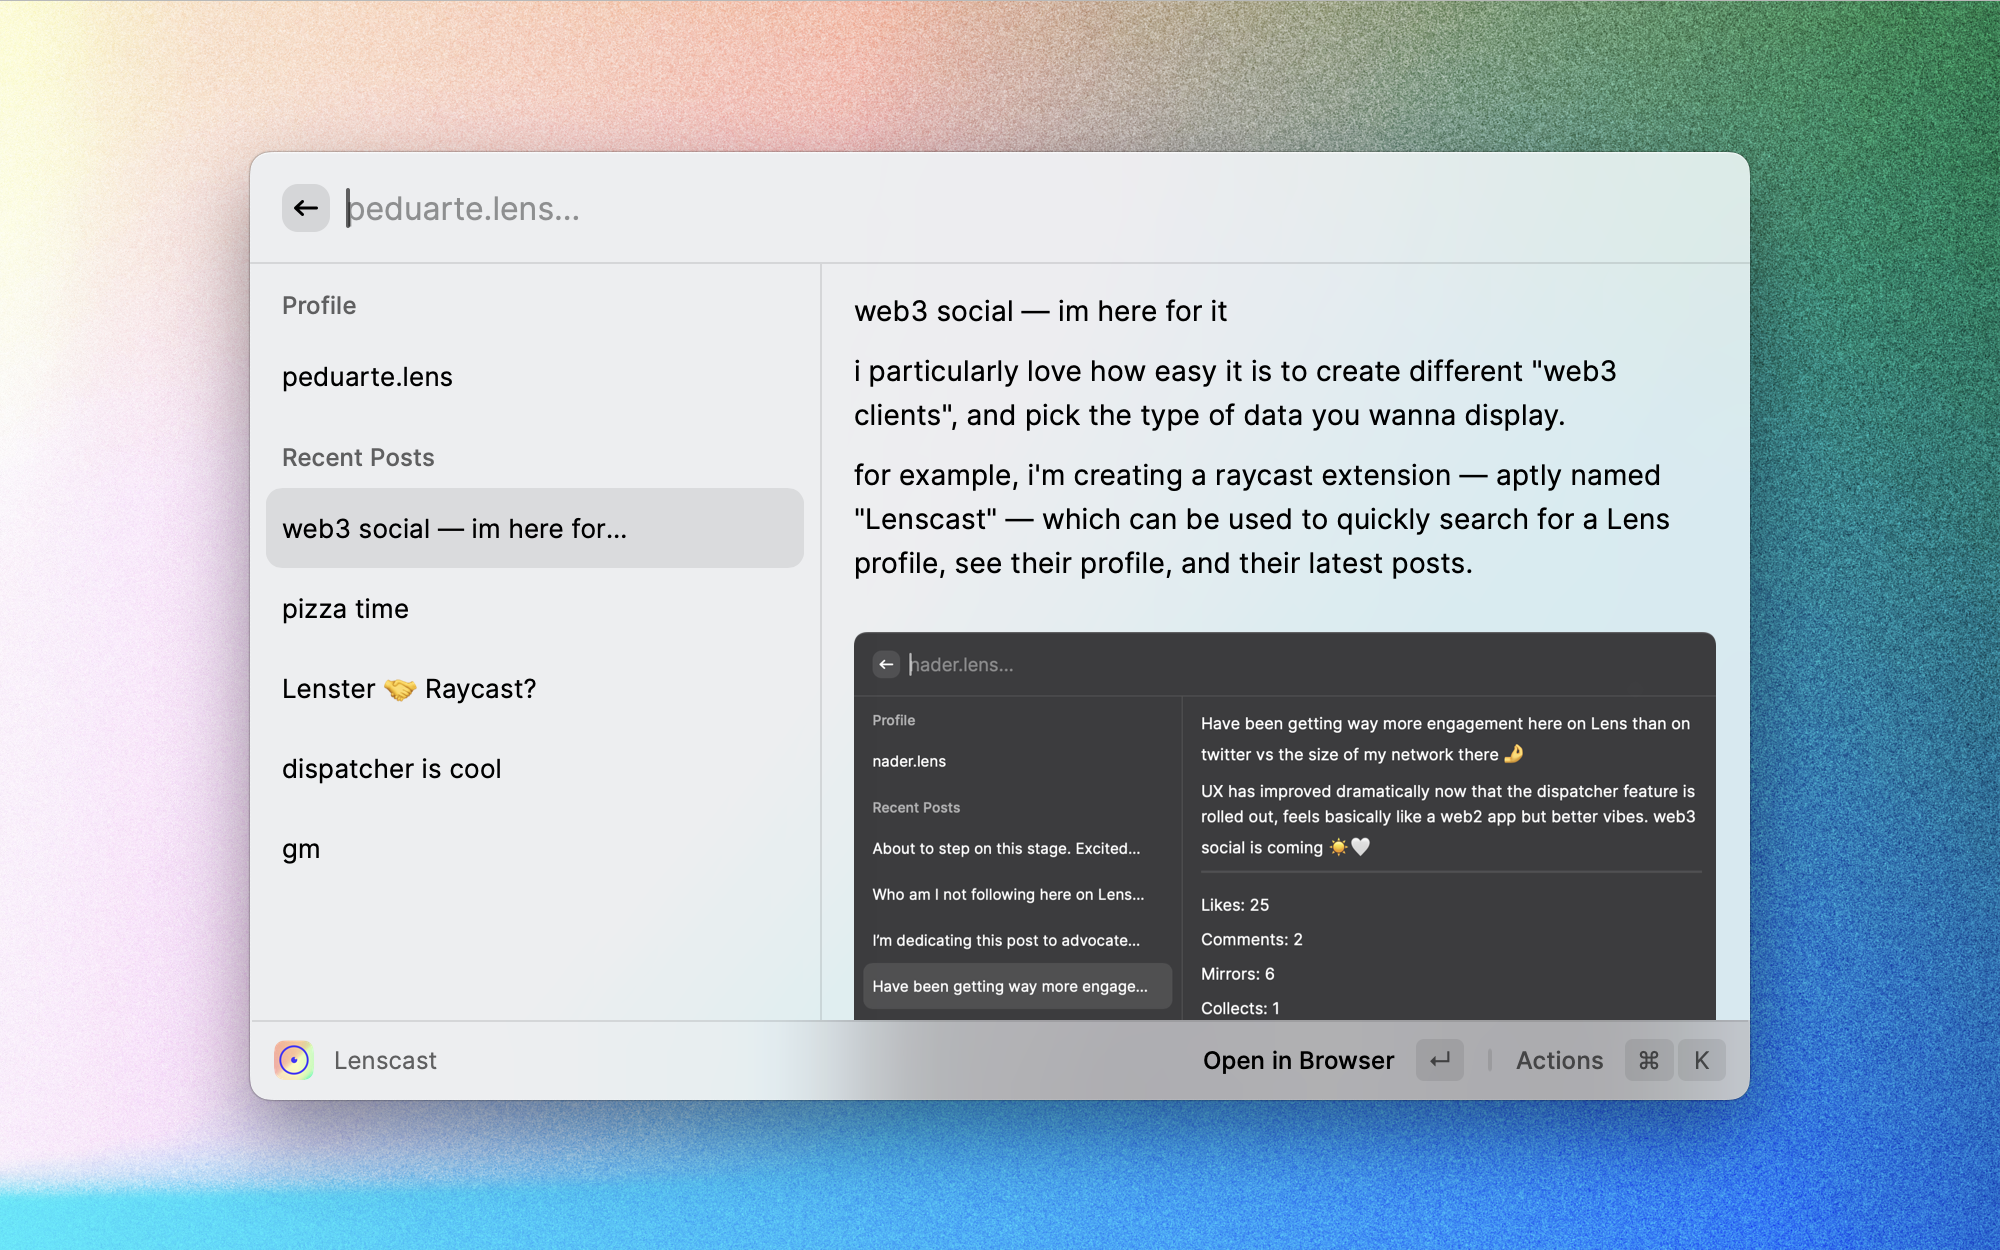 peduarte.lens...
Profile
peduarte.lens
Recent Posts
web3 social — im here for...
pizza time
Lenster 🤝 Raycast?
dispatcher is cool
gm
web3 social — im here for it
i particularly love how easy it is to create different "web3
clients", and pick the type of data you wanna display.
for example, i'm creating a raycast extension — aptly named
"Lenscast" — which can be used to quickly search for a Lens
profile, see their profile, and their latest posts.
nader.lens...
Profile
nader.lens
Recent Posts
About to step on this stage. Excited...
Who am I not following here on Lens...
I'm dedicating this post to advocate...
Have been getting way more engage...
Have been getting way more engagement here on Lens than on
twitter vs the size of my network there 🤌
UX has improved dramatically now that the dispatcher feature is
rolled out, feels basically like a web2 app but better vibes. web3
social is coming ☀️🤍
Likes: 25
Comments: 2
Mirrors: 6
Collects: 1
Lenscast
Open in Browser ↵ | Actions ⌘ K